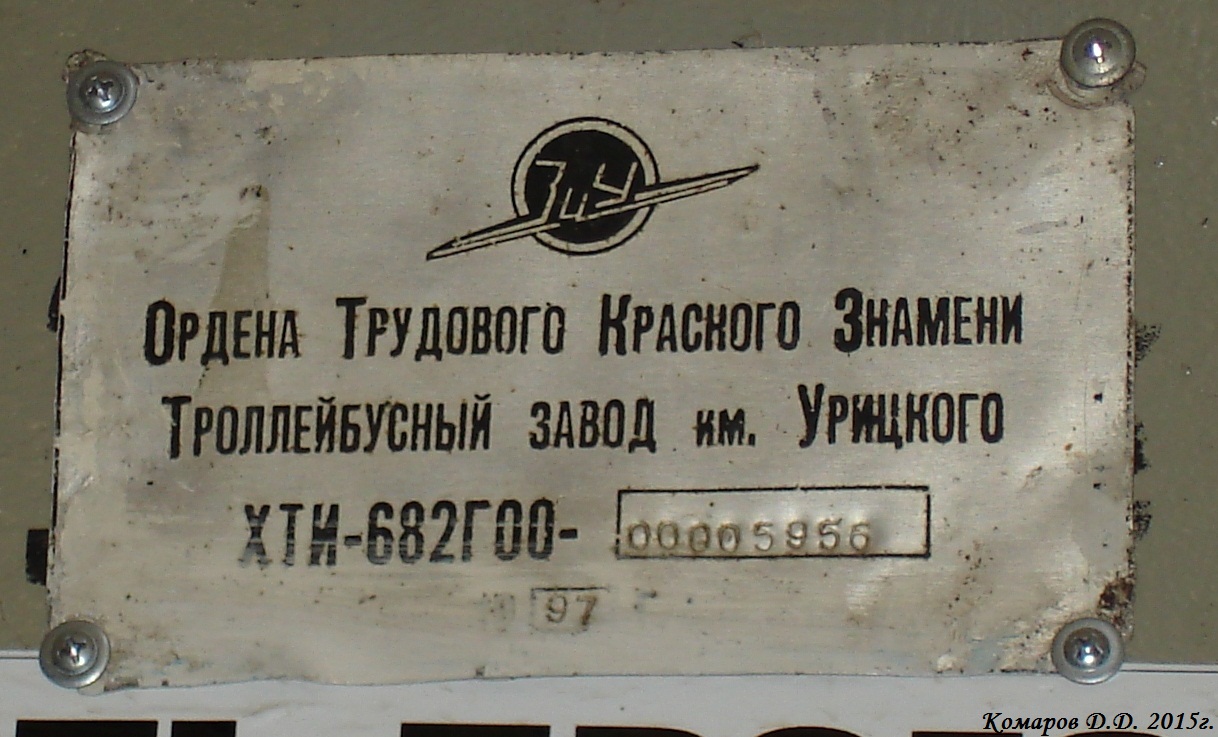 ЗиУ
Ордена Трудового Красного Знамени
Троллейбусный завод им. Урицкого
ХТИ-682Г00- 00005956
97
Комаров Д.Д. 2015г.